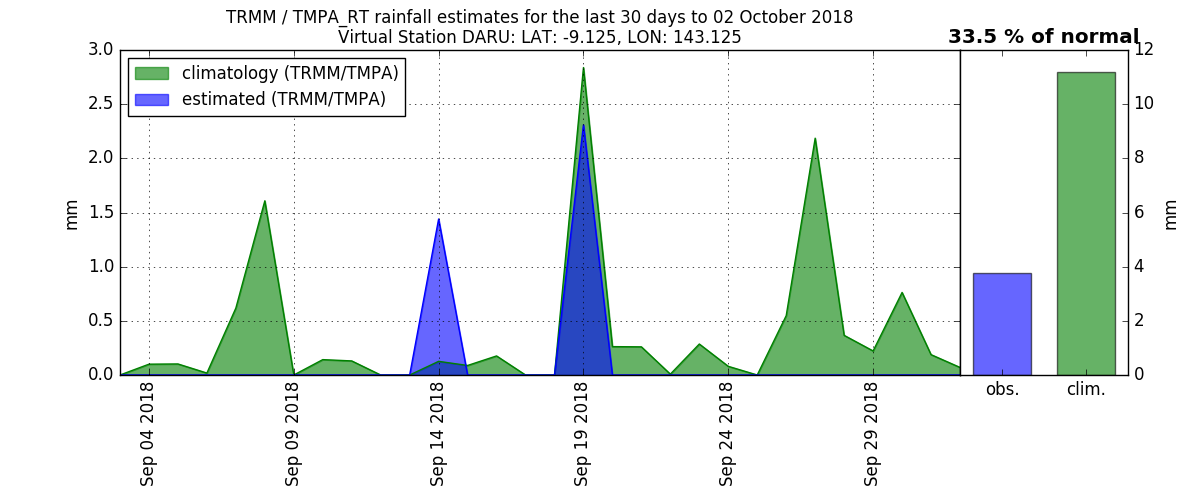 TRMM / TMPA_RT rainfall estimates for the last 30 days to 02 October 2018
Virtual Station DARU: LAT: -9.125, LON: 143.125
33.5 % of normal
climatology (TRMM/TMPA)
estimated (TRMM/TMPA)
3.0
2.5
2.0
1.5
1.0
0.5
0.0
mm
Sep 04 2018
Sep 09 2018
Sep 14 2018
Sep 19 2018
Sep 24 2018
Sep 29 2018
obs.
clim.
12
10
8
6
4
2
0
mm